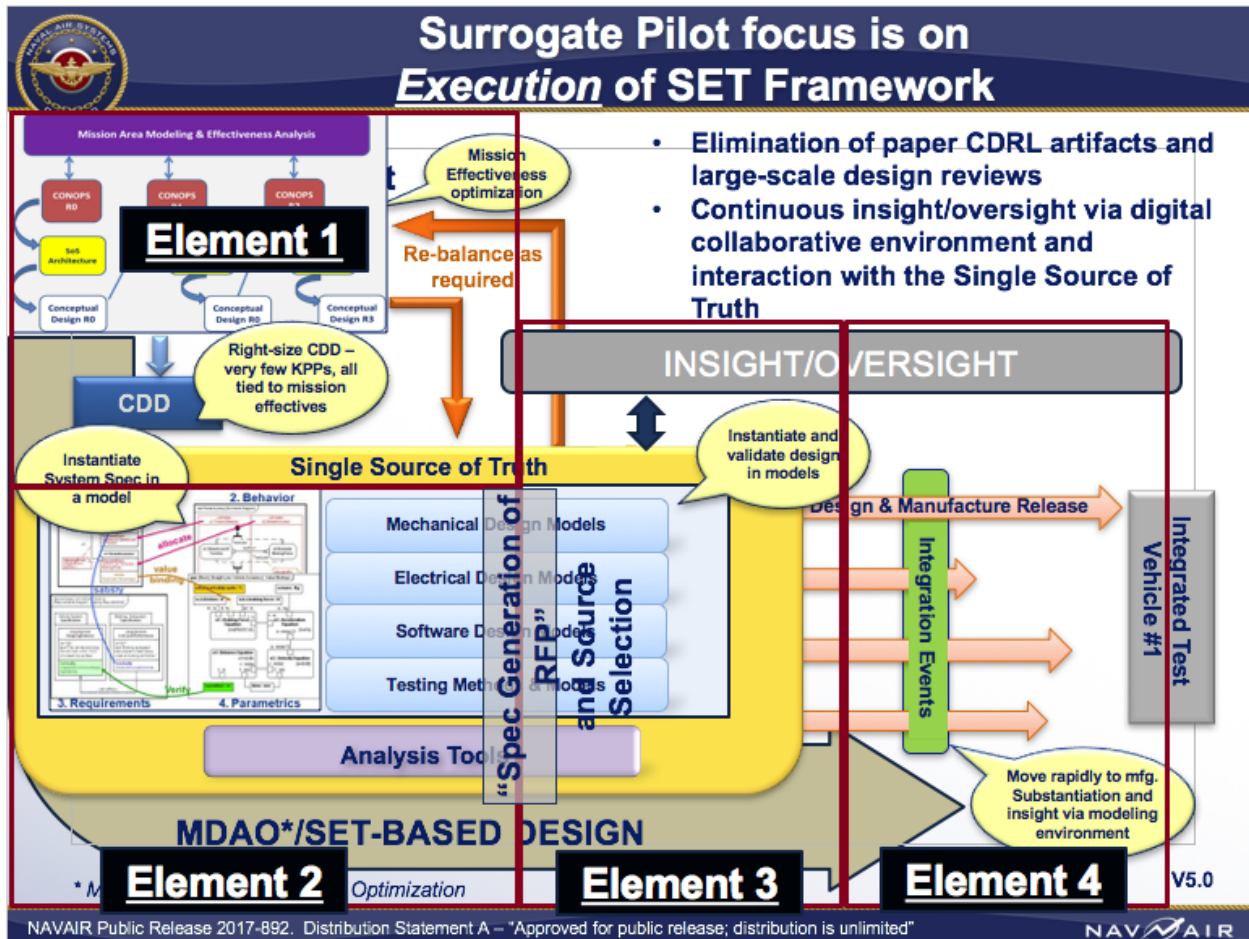 Surrogate Pilot focus is on
Execution of SET Framework
NAVAL AIR SYSTEMS
Mission Area Modeling & Effectiveness Analysis
CONOPS
R0
CONOPS
CONOPS
SoS
Architecture
Conceptual
Design R0
Conceptual
Design R0
Conceptual
Design R3
Element 1
Mission
Effectiveness
optimization
Re-balance as
required
• Elimination of paper CDRL artifacts and
large-scale design reviews
• Continuous insight/oversight via digital
collaborative environment and
interaction with the Single Source of
Truth
INSIGHT/OVERSIGHT
CDD
Right-size CDD –
very few KPPs, all
tied to mission
effectives
Instantiate
System Spec in
a model
Single Source of Truth
Instantiate and
validate design
in models
2. Behavior
allocate
value
binding
satisfy
Verify
3. Requirements
4. Parametrics
Mechanical Design Models
Electrical Design Models
Software Design Models
Testing Methods & Models
Analysis Tools
"Spec Generation of
RFP"
and Source
Selection
Design & Manufacture Release
Integration Events
Integrated Test
Vehicle #1
Move rapidly to mfg.
Substantiation and
insight via modeling
environment
MDAO*/SET-BASED DESIGN
Element 2
Element 3
Element 4
Optimization
V5.0
NAVAIR Public Release 2017-892. Distribution Statement A – "Approved for public release; distribution is unlimited"
NAVAIR